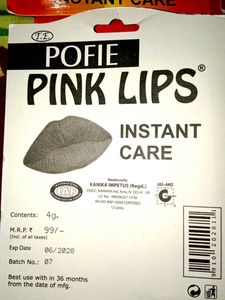 INSTANT CARE
T.E.
POFIE
PINK LIPS®
INSTANT
CARE
KANIKA IMPETUS (Regd.)
Contents: 4g.
M.R.P ₹ 99/-
(Incl. of all taxes)
Exp Date 06/2028
Batch No: 07
Best use with in 36 months
from the date of mfg.